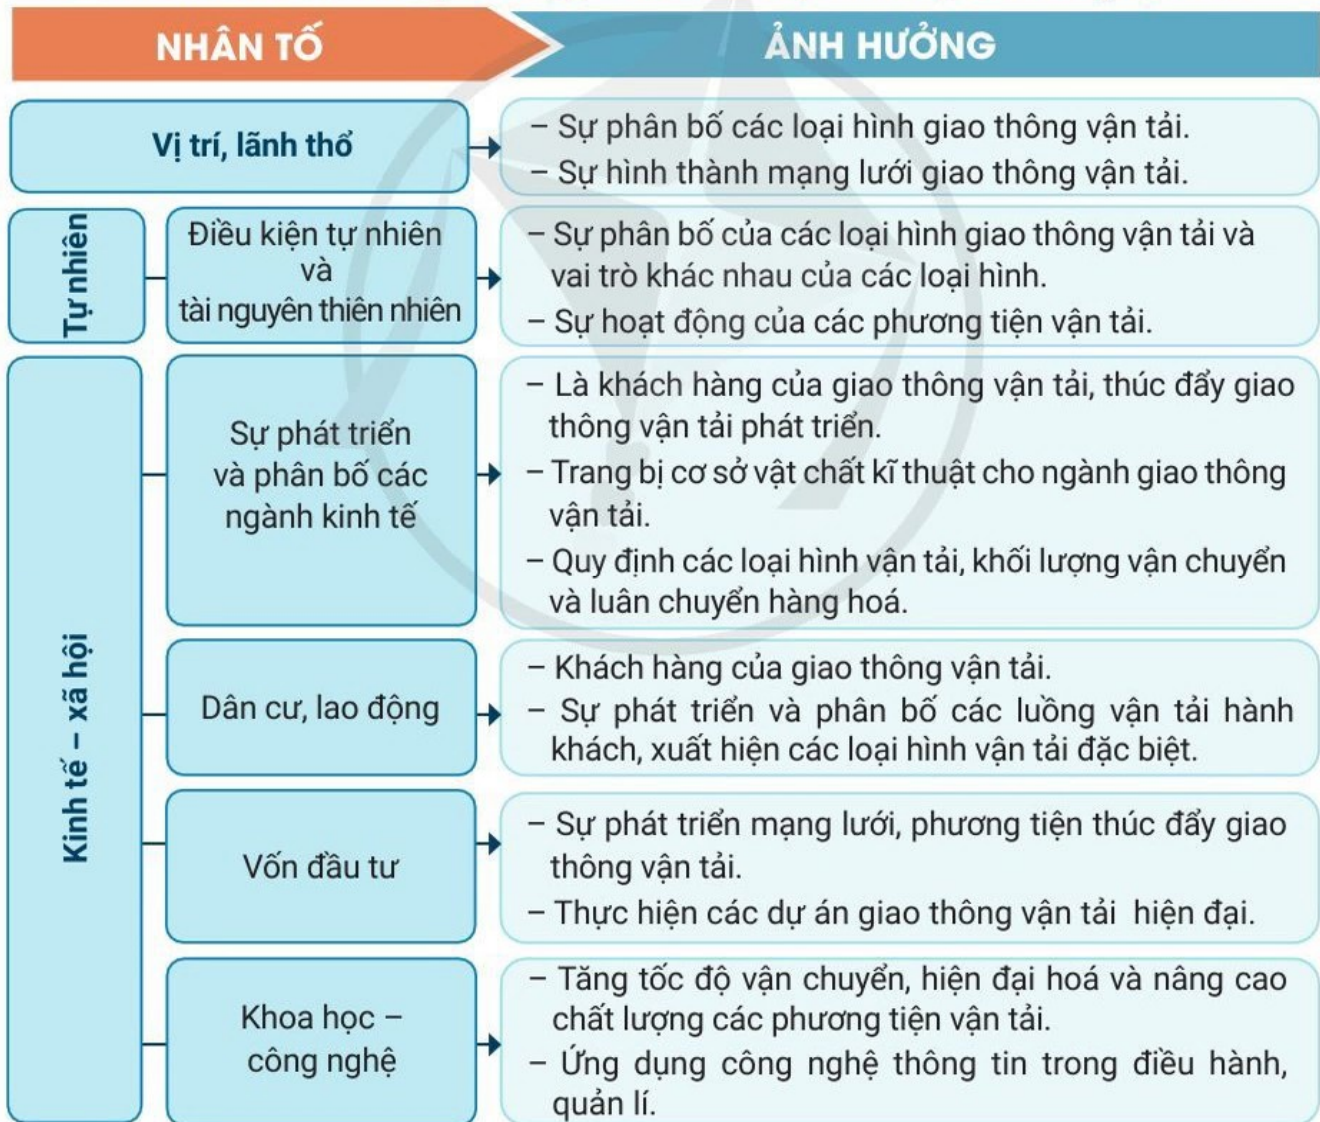 NHÂN TỐ
ẢNH HƯỞNG
Vị trí, lãnh thổ
– Sự phân bố các loại hình giao thông vận tải.
– Sự hình thành mạng lưới giao thông vận tải.
Tự nhiên
Điều kiện tự nhiên
và
tài nguyên thiên nhiên
– Sự phân bố của các loại hình giao thông vận tải và
vai trò khác nhau của các loại hình.
– Sự hoạt động của các phương tiện vận tải.
Kinh tế – xã hội
Sự phát triển
và phân bố các
ngành kinh tế
– Là khách hàng của giao thông vận tải, thúc đẩy giao
thông vận tải phát triển.
– Trang bị cơ sở vật chất kĩ thuật cho ngành giao thông
vận tải.
– Quy định các loại hình vận tải, khối lượng vận chuyển
và luân chuyển hàng hoá.
Dân cư, lao động
– Khách hàng của giao thông vận tải.
– Sự phát triển và phân bố các luồng vận tải hành
khách, xuất hiện các loại hình vận tải đặc biệt.
Vốn đầu tư
– Sự phát triển mạng lưới, phương tiện thúc đẩy giao
thông vận tải.
– Thực hiện các dự án giao thông vận tải hiện đại.
Khoa học –
công nghệ
– Tăng tốc độ vận chuyển, hiện đại hoá và nâng cao
chất lượng các phương tiện vận tải.
– Ứng dụng công nghệ thông tin trong điều hành,
quản lí.